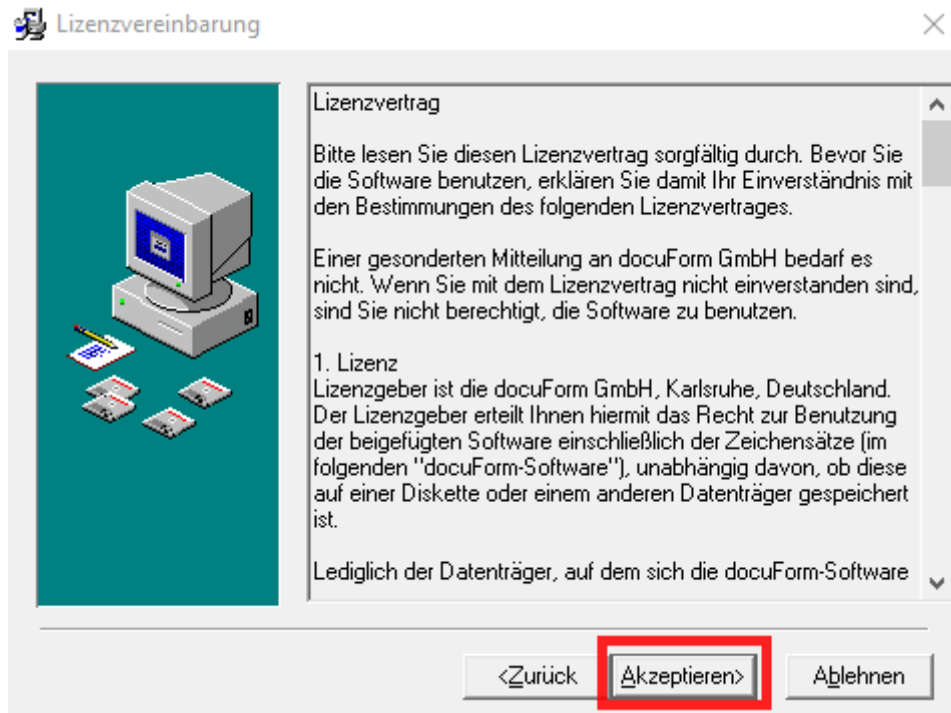 Lizenzvereinbarung
Lizenzvertrag
Bitte lesen Sie diesen Lizenzvertrag sorgfältig durch. Bevor Sie
die Software benutzen, erklären Sie damit Ihr Einverständnis mit
den Bestimmungen des folgenden Lizenzvertrages.
Einer gesonderten Mitteilung an docuForm GmbH bedarf es
nicht. Wenn Sie mit dem Lizenzvertrag nicht einverstanden sind,
sind Sie nicht berechtigt, die Software zu benutzen.
1. Lizenz
Lizenzgeber ist die docuForm GmbH, Karlsruhe, Deutschland.
Der Lizenzgeber erteilt Ihnen hiermit das Recht zur Benutzung
der beigefügten Software einschließlich der Zeichensätze (im
folgenden "docuForm-Software"), unabhängig davon, ob diese
auf einer Diskette oder einem anderen Datenträger gespeichert
ist.
Lediglich der Datenträger, auf dem sich die docuForm-Software
<Zurück
Akzeptieren>
Ablehnen